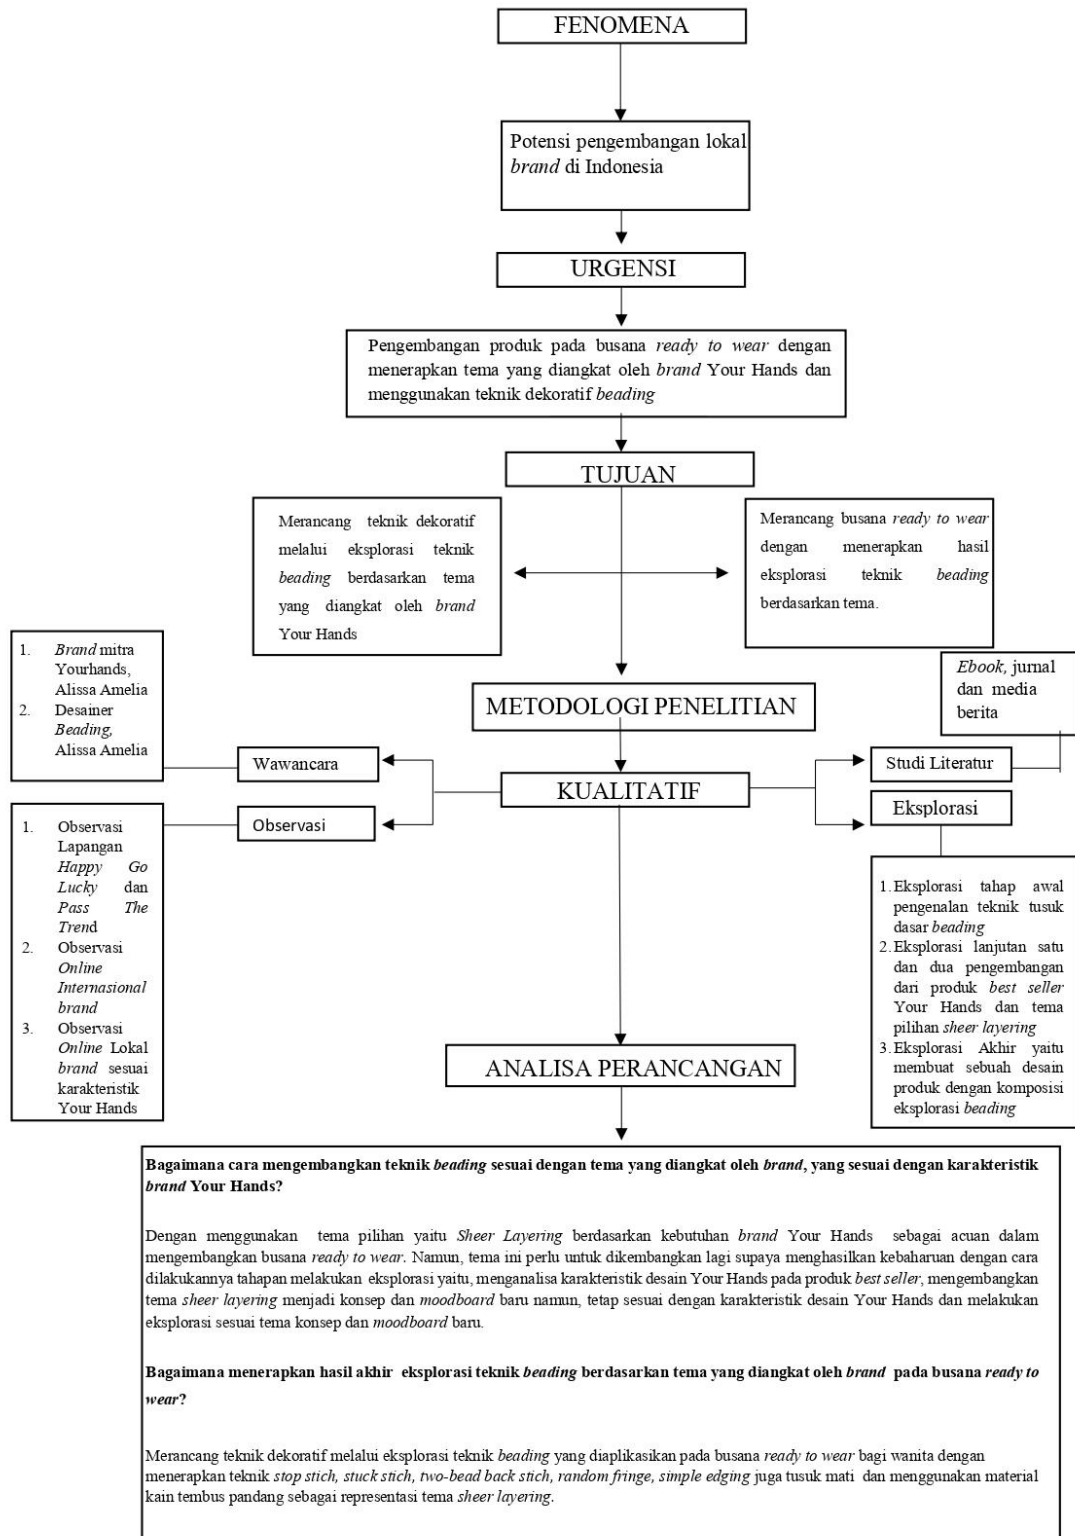 FENOMENA
Potensi pengembangan lokal
brand di Indonesia
URGENSI
Pengembangan produk pada busana ready to wear dengan
menerapkan tema yang diangkat oleh brand Your Hands dan
menggunakan teknik dekoratif beading
TUJUAN
Merancang teknik dekoratif
melalui eksplorasi teknik
beading berdasarkan tema
yang diangkat oleh brand
Your Hands
Merancang busana ready to wear
dengan menerapkan hasil
eksplorasi teknik beading
berdasarkan tema.
METODOLOGI PENELITIAN
1. Brand mitra
Yourhands,
Alissa Amelia
2. Desainer
Beading,
Alissa Amelia
Ebook, jurnal
dan media
berita
Wawancara
KUALITATIF
Studi Literatur
Observasi
Eksplorasi
1. Observasi
Lapangan
Happy Go
Lucky dan
Pass The
Trend
2. Observasi
Online
Internasional
brand
3. Observasi
Online Lokal
brand sesuai
karakteristik
Your Hands
1. Eksplorasi tahap awal
pengenalan teknik tusuk
dasar beading
2. Eksplorasi lanjutan satu
dan dua pengembangan
dari produk best seller
Your Hands dan tema
pilihan sheer layering
3. Eksplorasi Akhir yaitu
membuat sebuah desain
produk dengan komposisi
eksplorasi beading
ANALISA PERANCANGAN
Bagaimana cara mengembangkan teknik beading sesuai dengan tema yang diangkat oleh brand, yang sesuai dengan karakteristik
brand Your Hands?
Dengan menggunakan tema pilihan yaitu Sheer Layering berdasarkan kebutuhan brand Your Hands sebagai acuan dalam
mengembangkan busana ready to wear. Namun, tema ini perlu untuk dikembangkan lagi supaya menghasilkan kebaharuan dengan cara
dilakukannya tahapan melakukan eksplorasi yaitu, menganalisa karakteristik desain Your Hands pada produk best seller, mengembangkan
tema sheer layering menjadi konsep dan moodboard baru namun, tetap sesuai dengan karakteristik desain Your Hands dan melakukan
eksplorasi sesuai tema konsep dan moodboard baru.
Bagaimana menerapkan hasil akhir eksplorasi teknik beading berdasarkan tema yang diangkat oleh brand pada busana ready to
wear?
Merancang teknik dekoratif melalui eksplorasi teknik beading yang diaplikasikan pada busana ready to wear bagi wanita dengan
menerapkan teknik stop stich, stuck stich, two-bead back stich, random fringe, simple edging juga tusuk mati dan menggunakan material
kain tembus pandang sebagai representasi tema sheer layering.